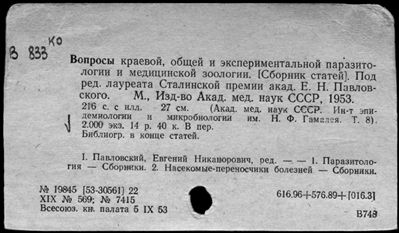 В 833 ко
Вопросы краевой, общей и экспериментальной паразито-
логии и медицинской зоологии. [Сборник статей]. Под
ред. лауреата Сталинской премии акад. Е. Н. Павлов-
ского. М., Изд-во Акад. мед. наук СССР, 1953.
216 с. с илл. 27 см. (Акад. мед. наук СССР. Ин-т эпи-
демиологии и микробиологии им. Н. Ф. Гамалея. Т. 8).
2.000 экз. 14 р. 40 к. В пер.
Библиогр. в конце статей.
1. Павловский, Евгений Никанорович, ред. — — 1. Паразитоло-
гия — Сборники. 2. Насекомые-переносчики болезней — Сборники.
№ 19845 [53-30561] 22
616.96+576.89+[016.3]
XIX № 569; № 7415
Всесоюз. кн. палата 5 IX 53
В748